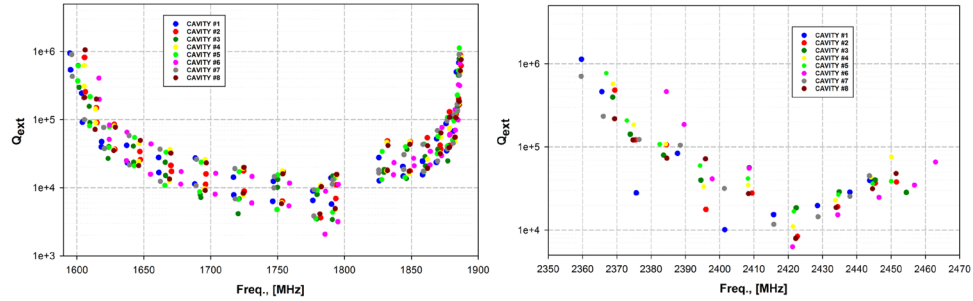 CAVITY #1
CAVITY #2
CAVITY #3
CAVITY #4
CAVITY #5
CAVITY #6
CAVITY #7
CAVITY #8
1e+6
1e+5
1e+4
1e+3
Qext
1600 1650 1700 1750 1800 1850 1900
Freq., [MHz]
CAVITY #1
CAVITY #2
CAVITY #3
CAVITY #4
CAVITY #5
CAVITY #6
CAVITY #7
CAVITY #8
1e+6
1e+5
1e+4
Qext
2350 2360 2370 2380 2390 2400 2410 2420 2430 2440 2450 2460 2470
Freq., [MHz]